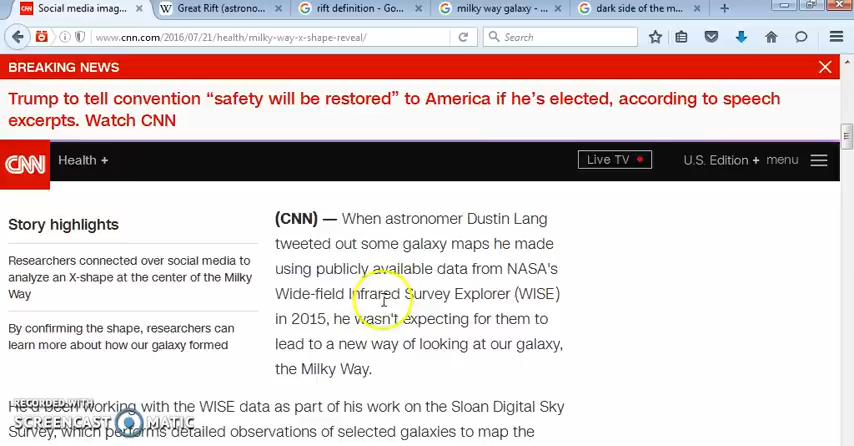 Social media imag...
Great Rift (astrono...
rift definition - Go...
milky way galaxy - ...
dark side of the m...
www.cnn.com/2016/07/21/health/milky-way-x-shape-reveal/
Search
BREAKING NEWS
Trump to tell convention “safety will be restored” to America if he's elected, according to speech
excerpts. Watch CNN
CNN
Health +
Live TV
U.S. Edition +
menu
Story highlights
Researchers connected over social media to
analyze an X-shape at the center of the Milky
Way
By confirming the shape, researchers can
learn more about how our galaxy formed
(CNN) — When astronomer Dustin Lang
tweeted out some galaxy maps he made
using publicly available data from NASA's
Wide-field Infrared Survey Explorer (WISE)
in 2015, he wasn't expecting for them to
lead to a new way of looking at our galaxy,
the Milky Way.
He'd been working with the WISE data as part of his work on the Sloan Digital Sky
Survey, which performs detailed observations of selected galaxies to map the
RECORDED WITH
SCREENCAST MATIC